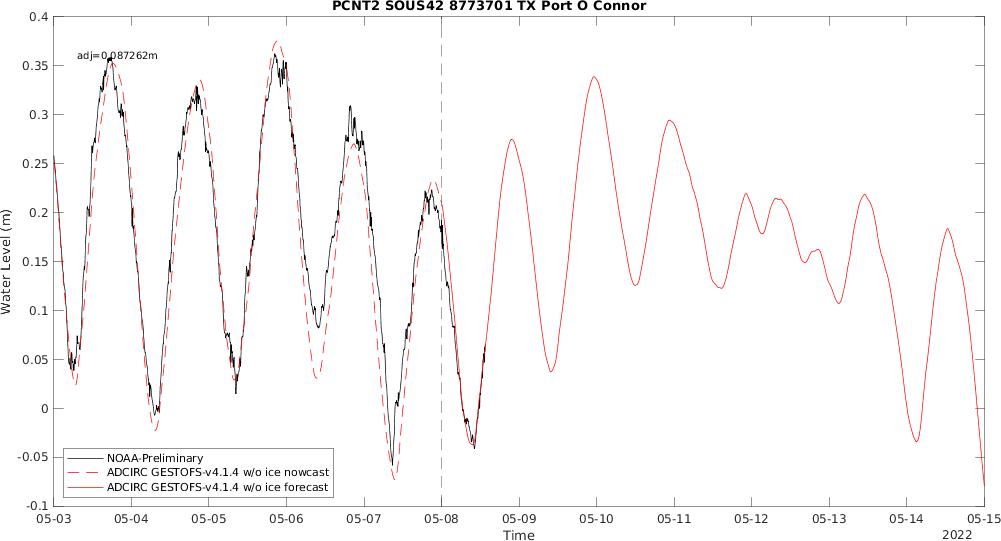 PCNT2 SOUS42 8773701 TX Port O Connor
adj=0.087262m
Water Level (m)
0.4
0.35
0.3
0.25
0.2
0.15
0.1
0.05
0
-0.05
-0.1
NOAA-Preliminary
ADCIRC GESTOFS-v4.1.4 w/o ice nowcast
ADCIRC GESTOFS-v4.1.4 w/o ice forecast
05-03 05-04 05-05 05-06 05-07 05-08 05-09 05-10 05-11 05-12 05-13 05-14 05-15
Time
2022